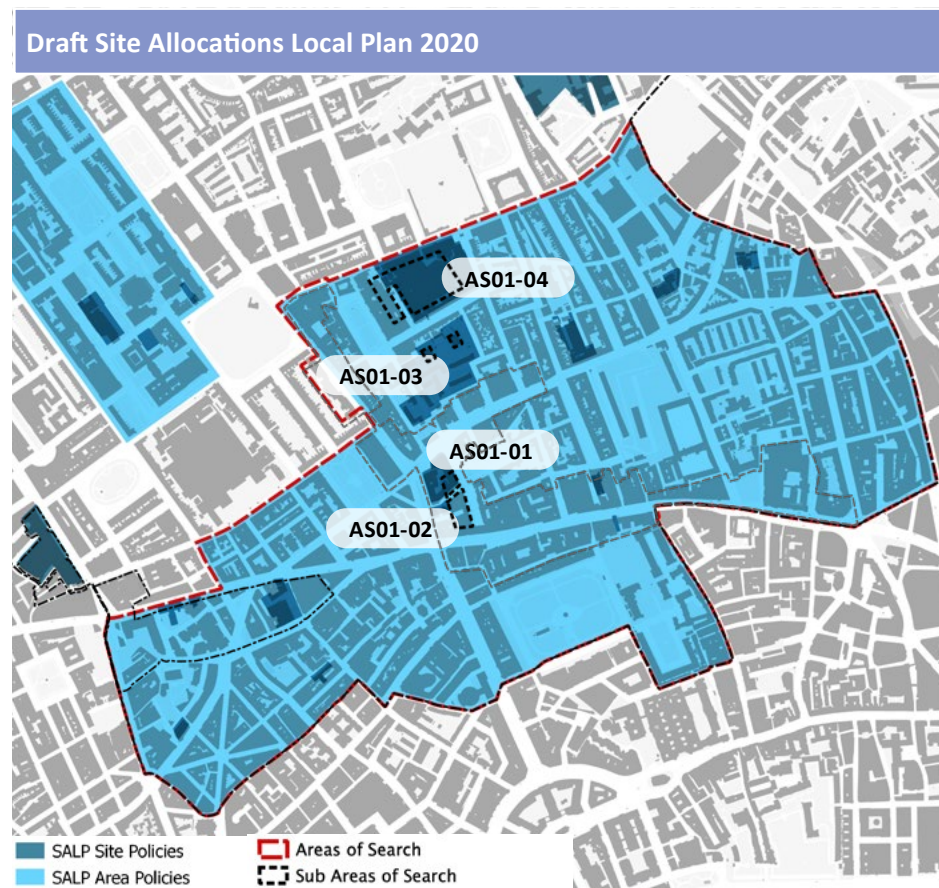 Draft Site Allocations Local Plan 2020
AS01-04
AS01-03
AS01-01
AS01-02
SALP Site Policies
Areas of Search
SALP Area Policies
Sub Areas of Search